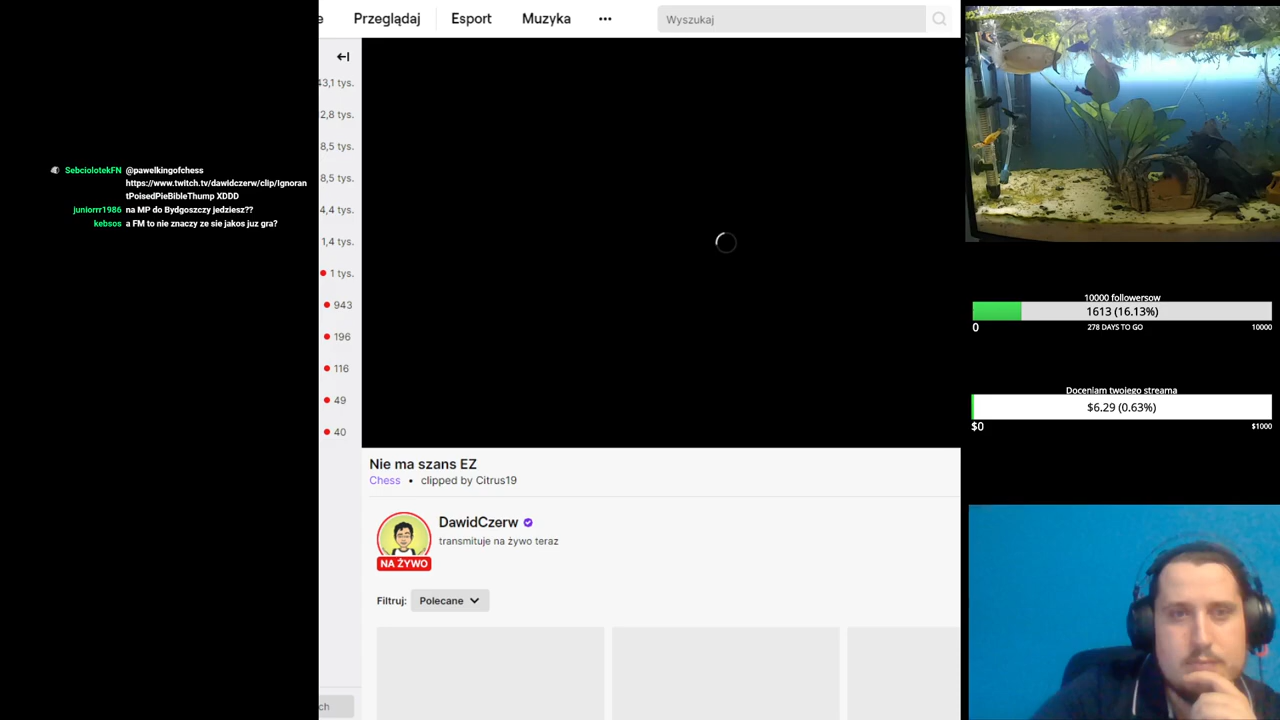 Przeglądaj
Esport
Muzyka
Wyszukaj
43,1 tys.
2,8 tys.
8,5 tys.
8,5 tys.
4,4 tys.
1,4 tys.
1 tys.
943
196
116
49
40
SebciolotekFN @pawelkingofchess
https://www.twitch.tv/dawidczerw/clip/Ignoran
tPoisedPieBibleThump XDDD
juniorrr1986 na MP do Bydgoszczy jedziesz??
kebsos a FM to nie znaczy ze sie jakos juz gra?
Nie ma szans EZ
Chess • clipped by Citrus19
DawidCzerw
transmituje na żywo teraz
NA ŻYWO
Filtruj: Polecane
ch
10000 followersow
1613 (16.13%)
0 278 DAYS TO GO 10000
Doceniam twojego streama
$6.29 (0.63%)
$0 $1000